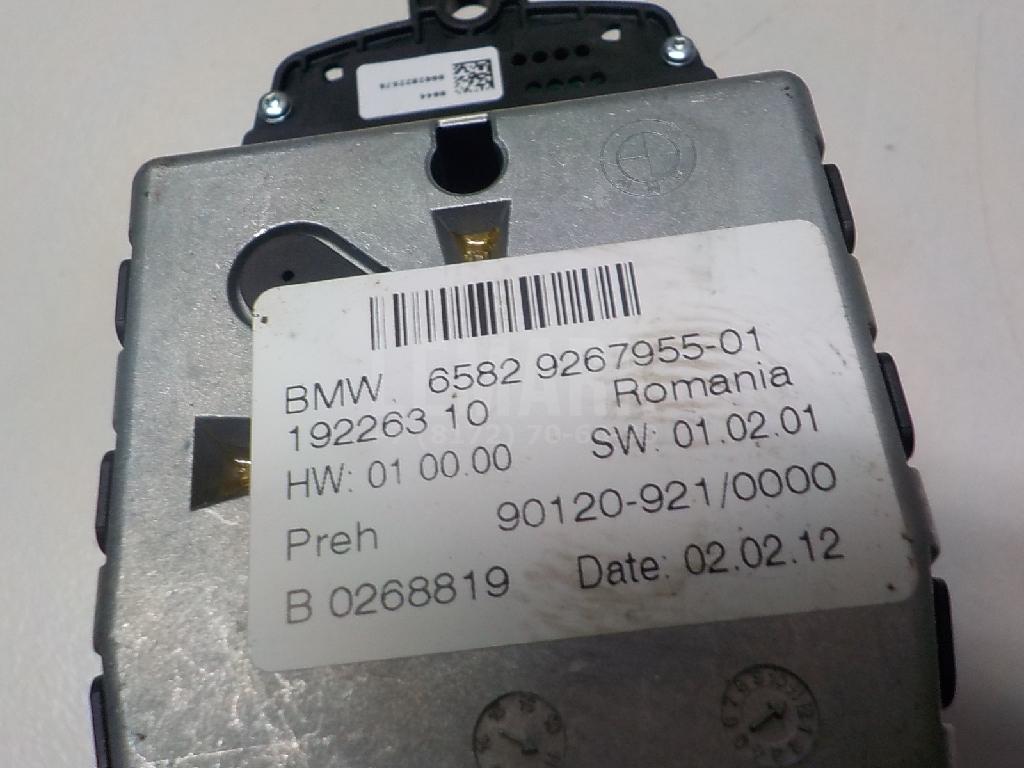 BMW. 6582 9267955-01
192263 10 Romania
HW: 01 00.00 SW: 01.02.01
Preh 90120-921/0000
B 0268819 Date: 02.02.12